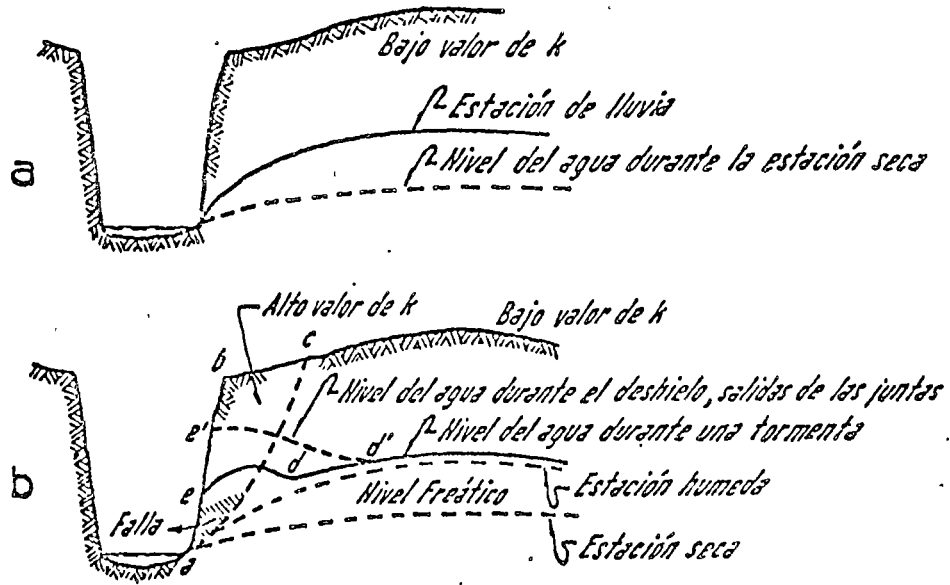 Bajo valor de k
Estación de lluvia
Nivel del agua durante la estación seca
a
Alto valor de k
Bajo valor de k
c
b
Nivel del agua durante el deshielo, salidas de las juntas
e'
Nivel del agua durante una tormenta
d
d'
b
e
Nivel Freático
Estación humeda
Falla
Estación seca
a